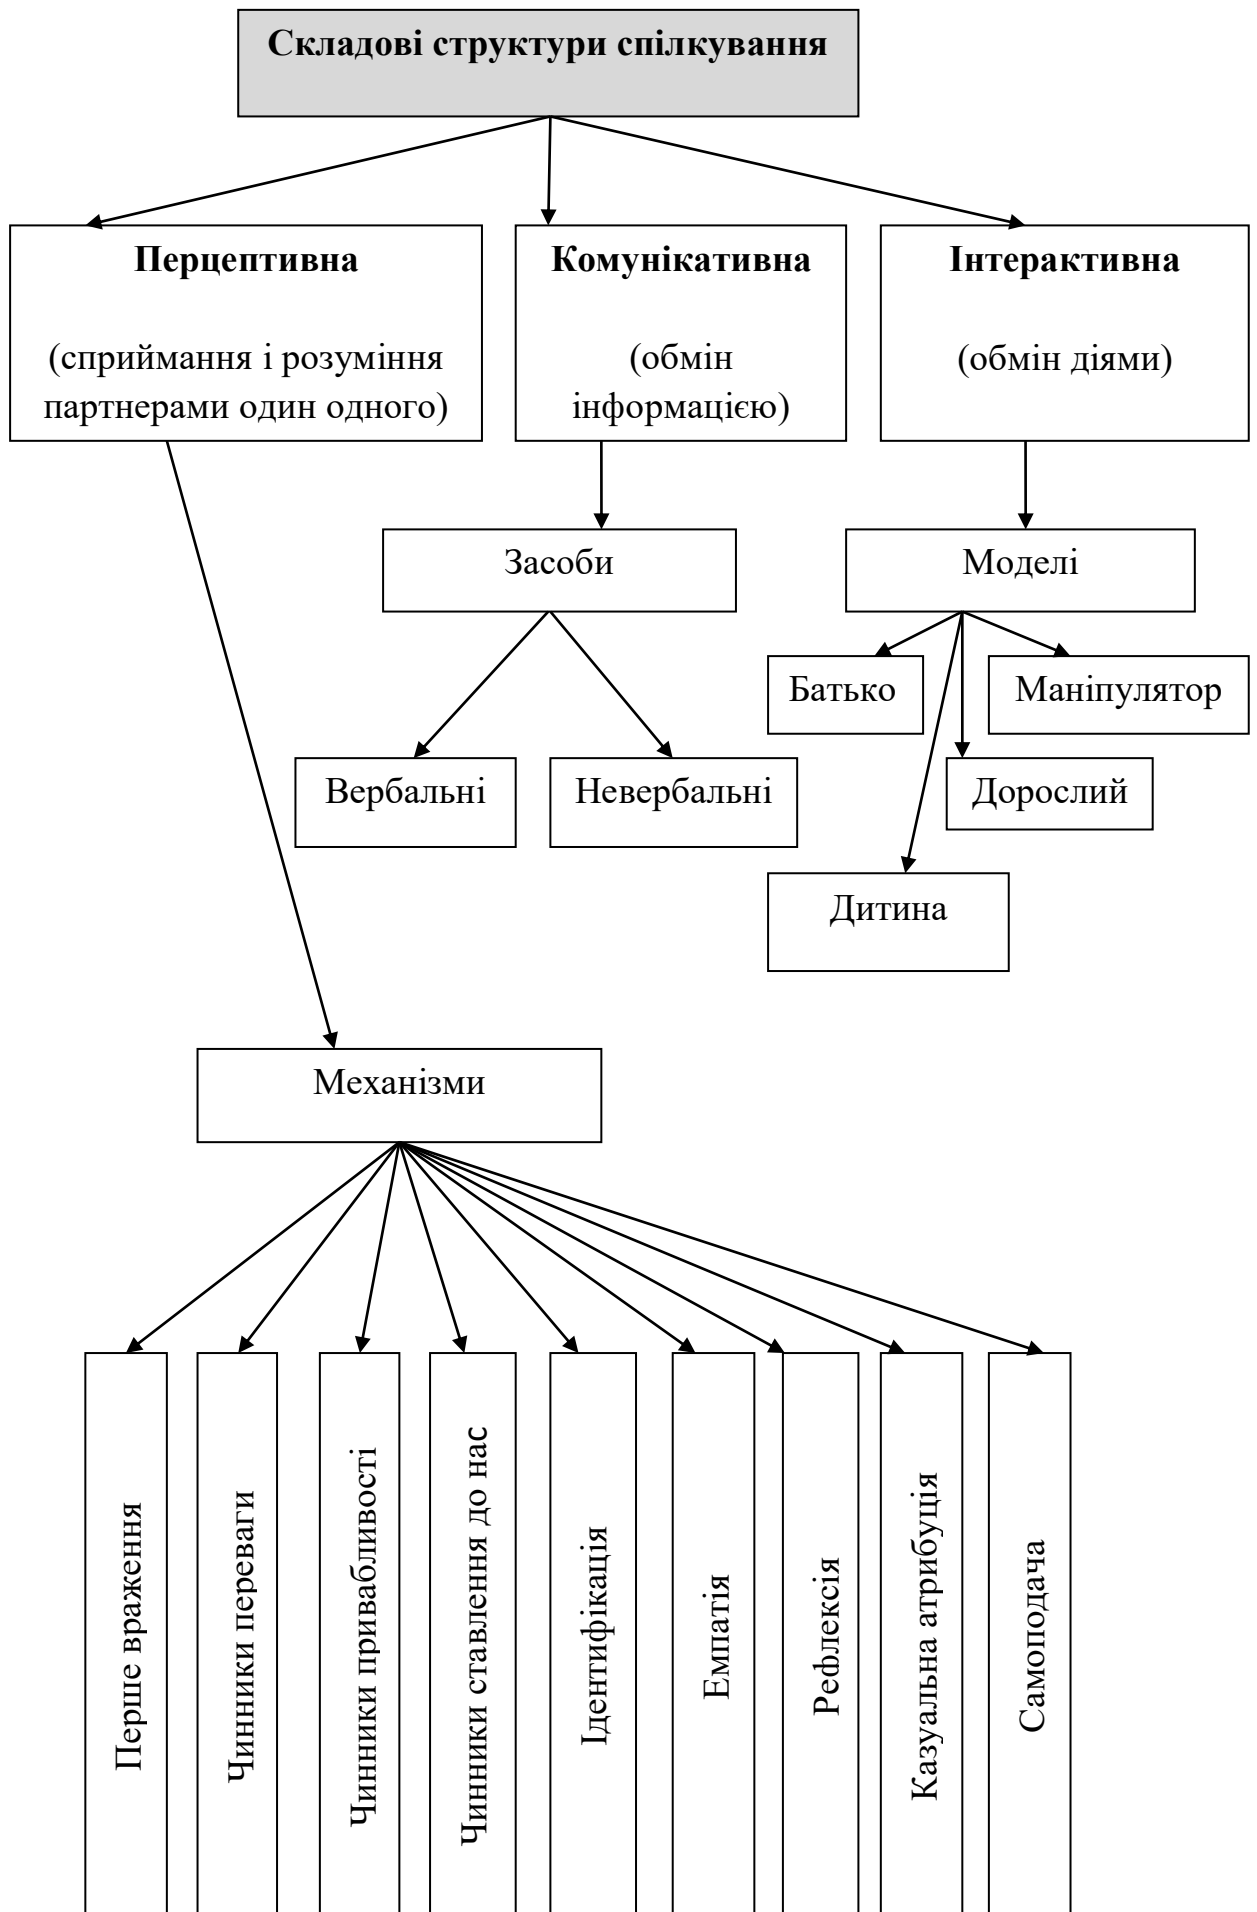 Складові структури спілкування
Перцептивна
(сприймання і розуміння
партнерами один одного)
Комунікативна
(обмін
інформацією)
Інтерактивна
(обмін діями)
Засоби
Моделі
Батько
Маніпулятор
Вербальні
Невербальні
Дорослий
Дитина
Механізми
Перше враження
Чинники переваги
Чинники привабливості
Чинники ставлення до нас
Ідентифікація
Емпатія
Рефлексія
Казуальна атрибуція
Самоподача